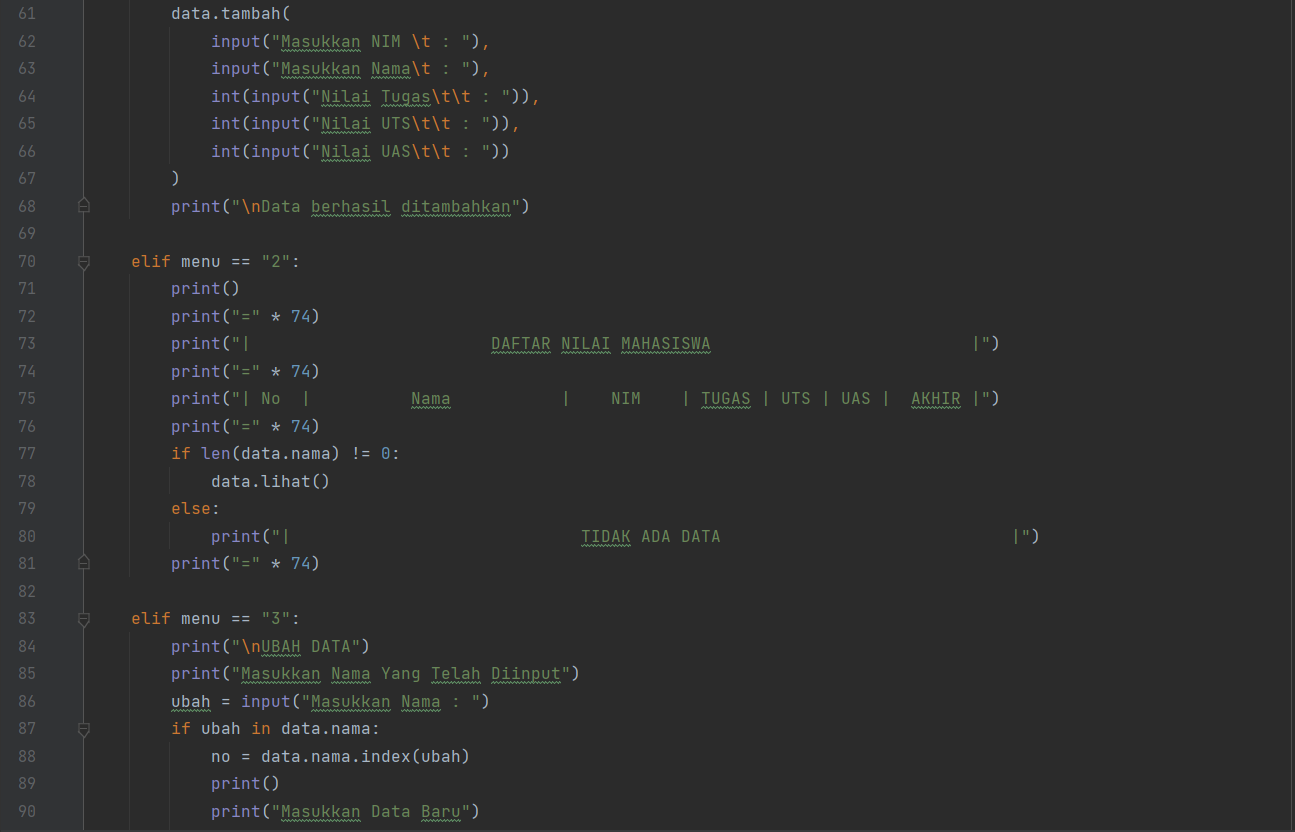 61 data.tambah(
62 input("Masukkan NIM \t : "),
63 input("Masukkan Nama\t : "),
64 int(input("Nilai Tugas\t\t : ")),
65 int(input("Nilai UTS\t\t : ")),
66 int(input("Nilai UAS\t\t : "))
67 )
68 print("\nData berhasil ditambahkan")
69
70 elif menu == "2":
71 print()
72 print("=" * 74)
73 print("|                        DAFTAR NILAI MAHASISWA                          |")
74 print("=" * 74)
75 print("| No  |          Nama           |    NIM    | TUGAS | UTS | UAS |  AKHIR |")
76 print("=" * 74)
77 if len(data.nama) != 0:
78 data.lihat()
79 else:
80 print("|                             TIDAK ADA DATA                             |")
81 print("=" * 74)
82
83 elif menu == "3":
84 print("\nUBAH DATA")
85 print("Masukkan Nama Yang Telah Diinput")
86 ubah = input("Masukkan Nama : ")
87 if ubah in data.nama:
88 no = data.nama.index(ubah)
89 print()
90 print("Masukkan Data Baru")